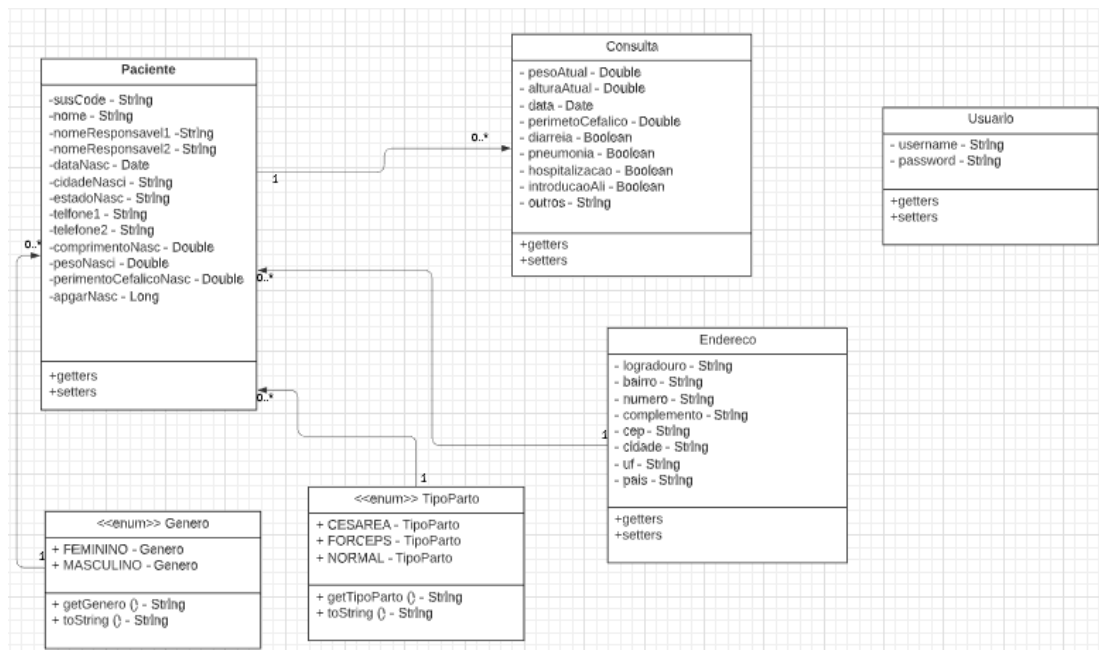 Paciente
-susCode - String
-nome - String
-nomeResponsavel1 -String
-nomeResponsavel2 - String
-dataNasc - Date
-cidadeNasci - String
-estadoNasc - String
-telfone1 - String
-telefone2 - String
-comprimentoNasc - Double
-pesoNasci - Double
-perimentoCefalicoNasc - Double
-apgarNasc - Long
+getters
+setters
1
0..*
0..*
0..*
0..*
Consulta
- pesoAtual - Double
- alturaAtual - Double
- data - Date
- perimetoCefalico - Double
- diarreia - Boolean
- pneumonia - Boolean
- hospitalizacao - Boolean
- introducaoAli - Boolean
- outros - String
+getters
+setters
Usuario
- username - String
- password - String
+getters
+setters
Endereco
- logradouro - String
- bairro - String
- numero - String
- complemento - String
- cep - String
- cidade - String
- uf - String
- pais - String
+getters
+setters
1
<<enum>> Genero
+ FEMININO - Genero
+ MASCULINO - Genero
+ getGenero () - String
+ toString () - String
1
<<enum>> TipoParto
+ CESAREA - TipoParto
+ FORCEPS - TipoParto
+ NORMAL - TipoParto
+ getTipoParto () - String
+ toString () - String
1